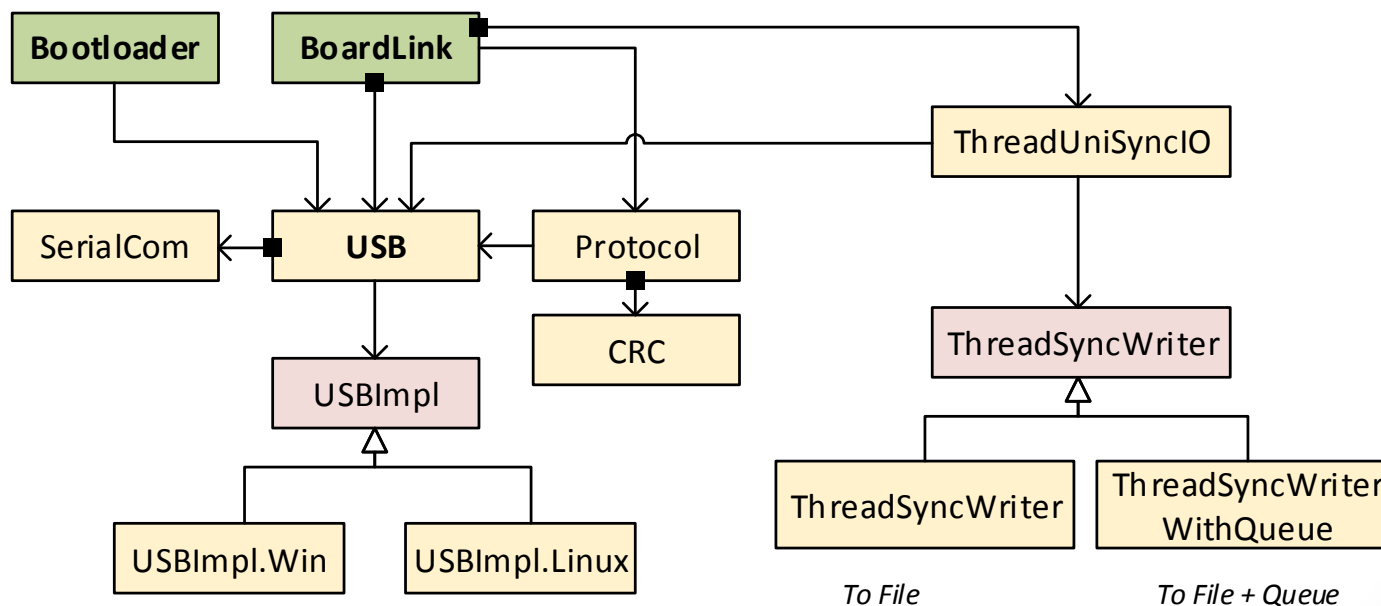 Bootloader
BoardLink
ThreadUniSyncIO
SerialCom
USB
Protocol
CRC
ThreadSyncWriter
USBImpl
ThreadSyncWriter
ThreadSyncWriter
WithQueue
USBImpl.Win
USBImpl.Linux
To File
To File + Queue